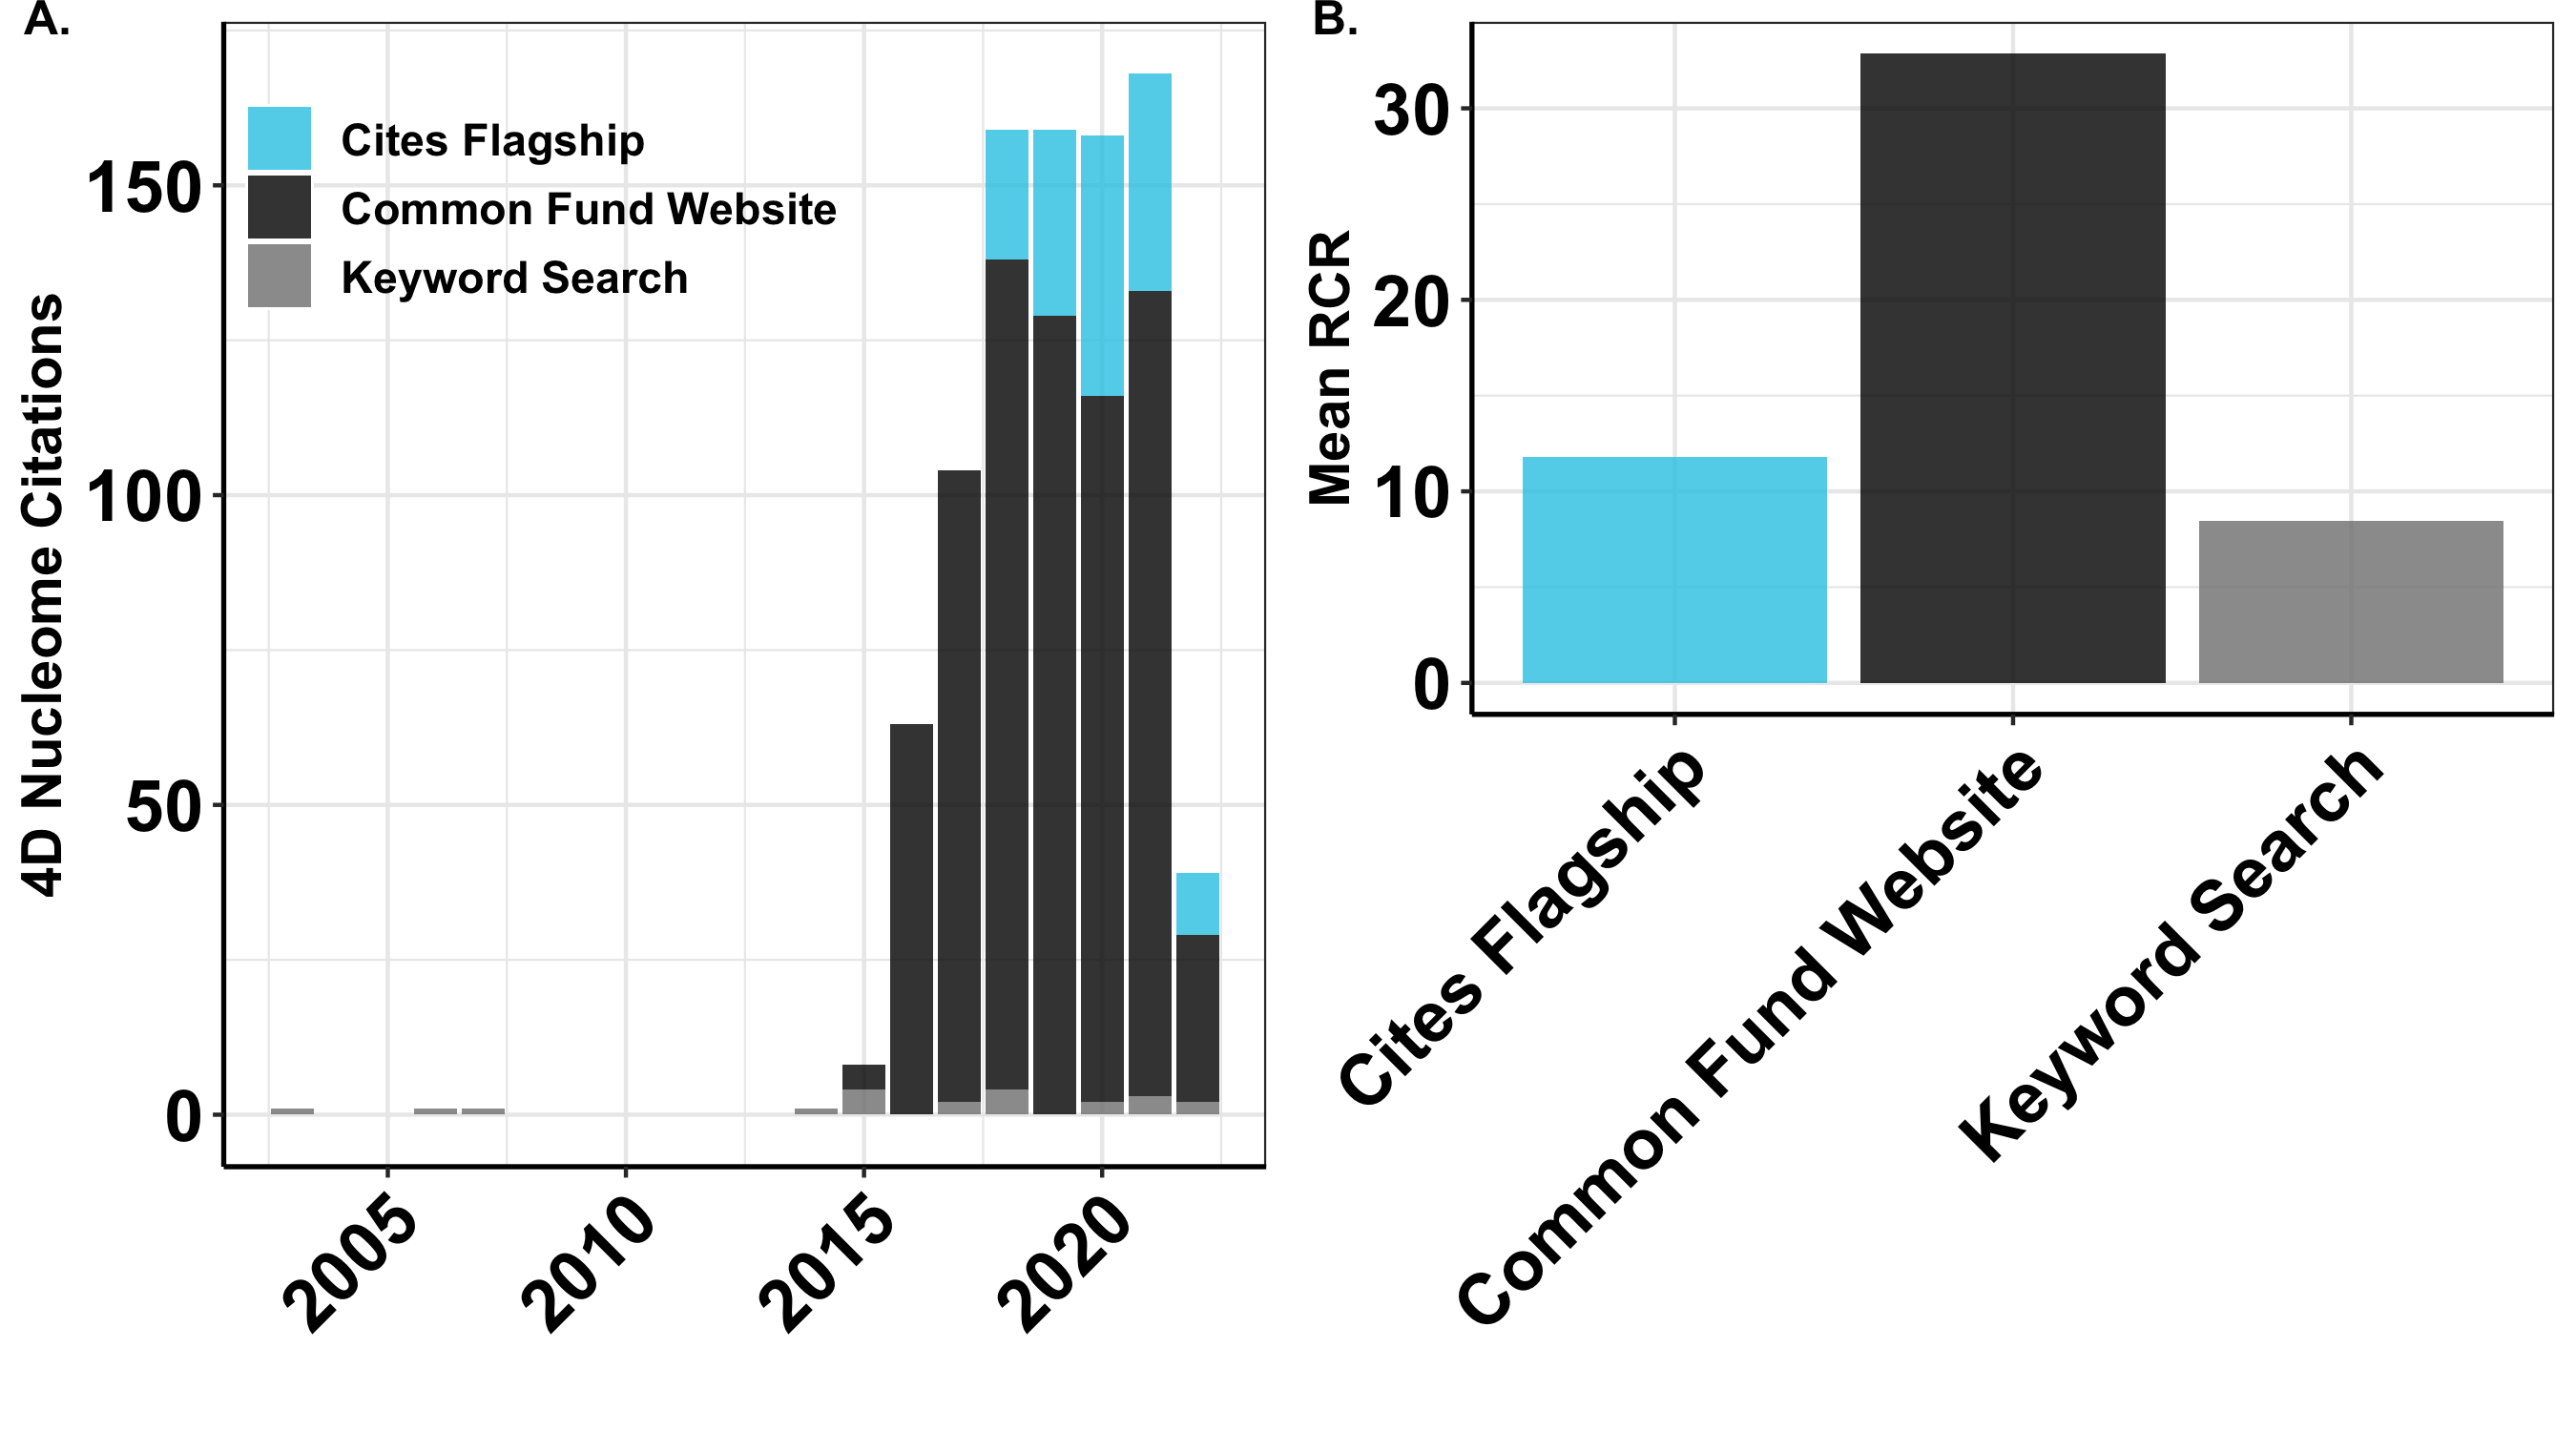 A.
4D Nucleome Citations
150
100
50
0
Cites Flagship
Common Fund Website
Keyword Search
2005
2010
2015
2020
B.
Mean RCR
30
20
10
0
Cites Flagship
Common Fund Website
Keyword Search